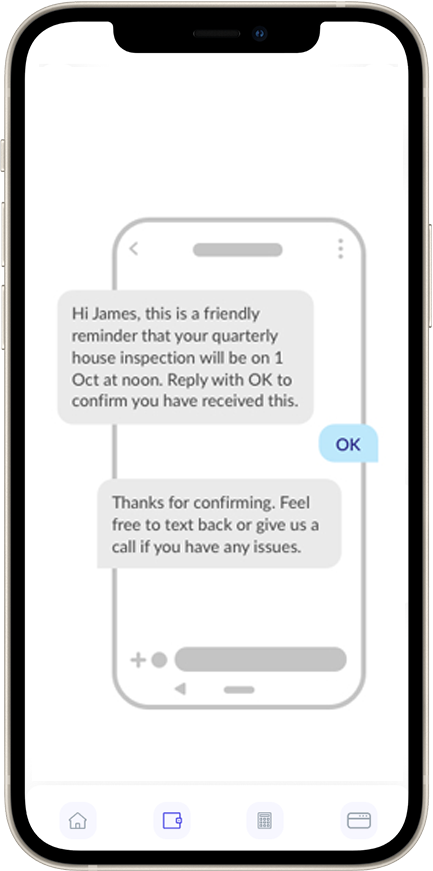 Hi James, this is a friendly
reminder that your quarterly
house inspection will be on 1
Oct at noon. Reply with OK to
confirm you have received this.
OK
Thanks for confirming. Feel
free to text back or give us a
call if you have any issues.